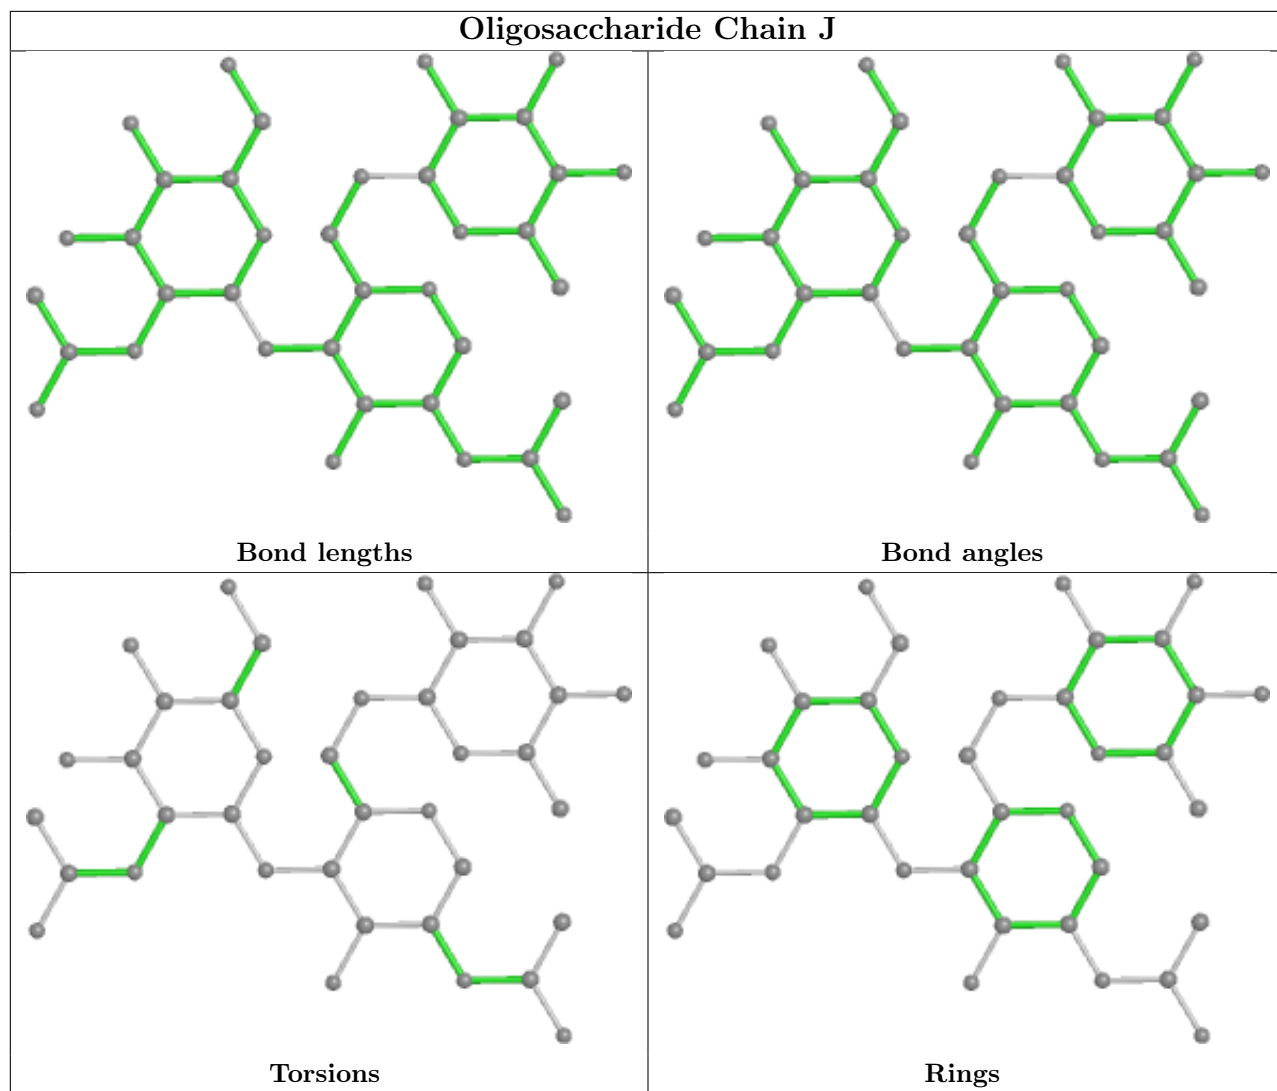 Oligosaccharide Chain J
Bond lengths
Bond angles
Torsions
Rings